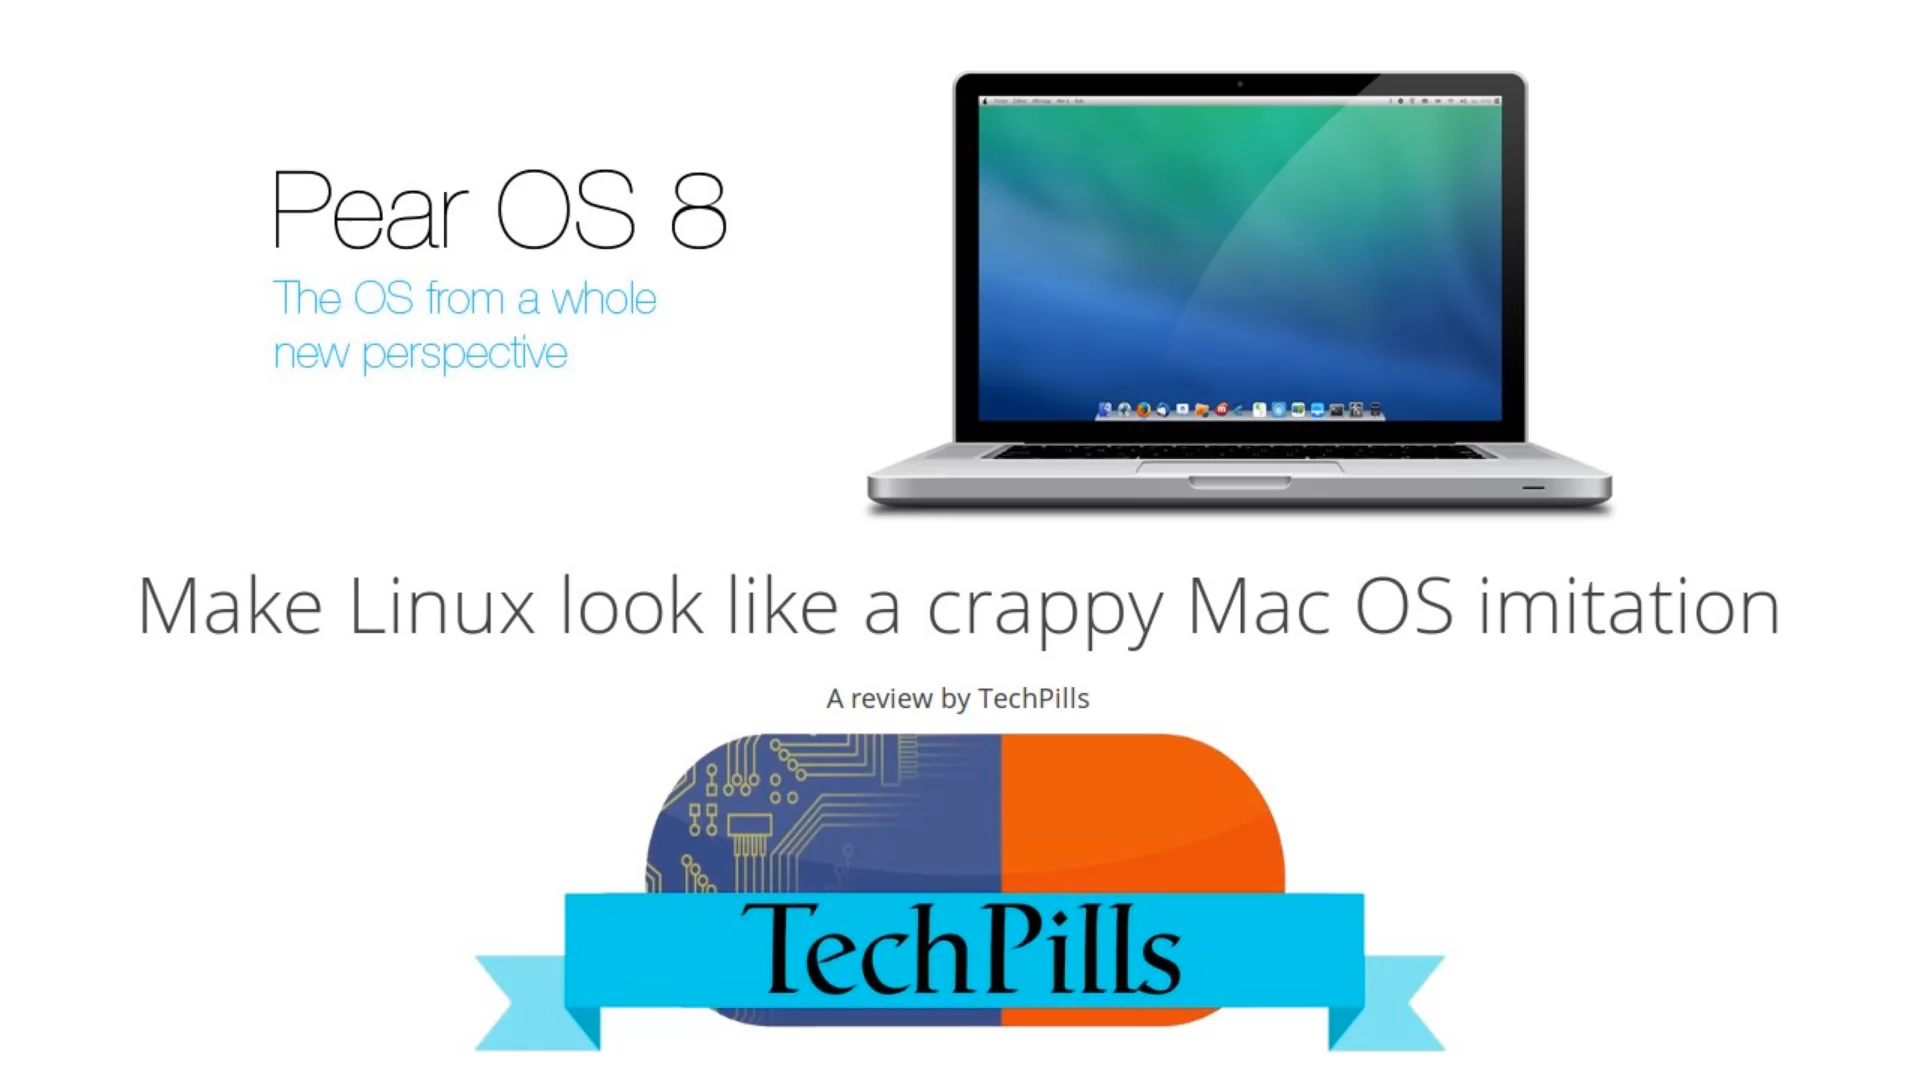 Pear OS 8
The OS from a whole
new perspective
Make Linux look like a crappy Mac OS imitation
A review by TechPills
TechPills